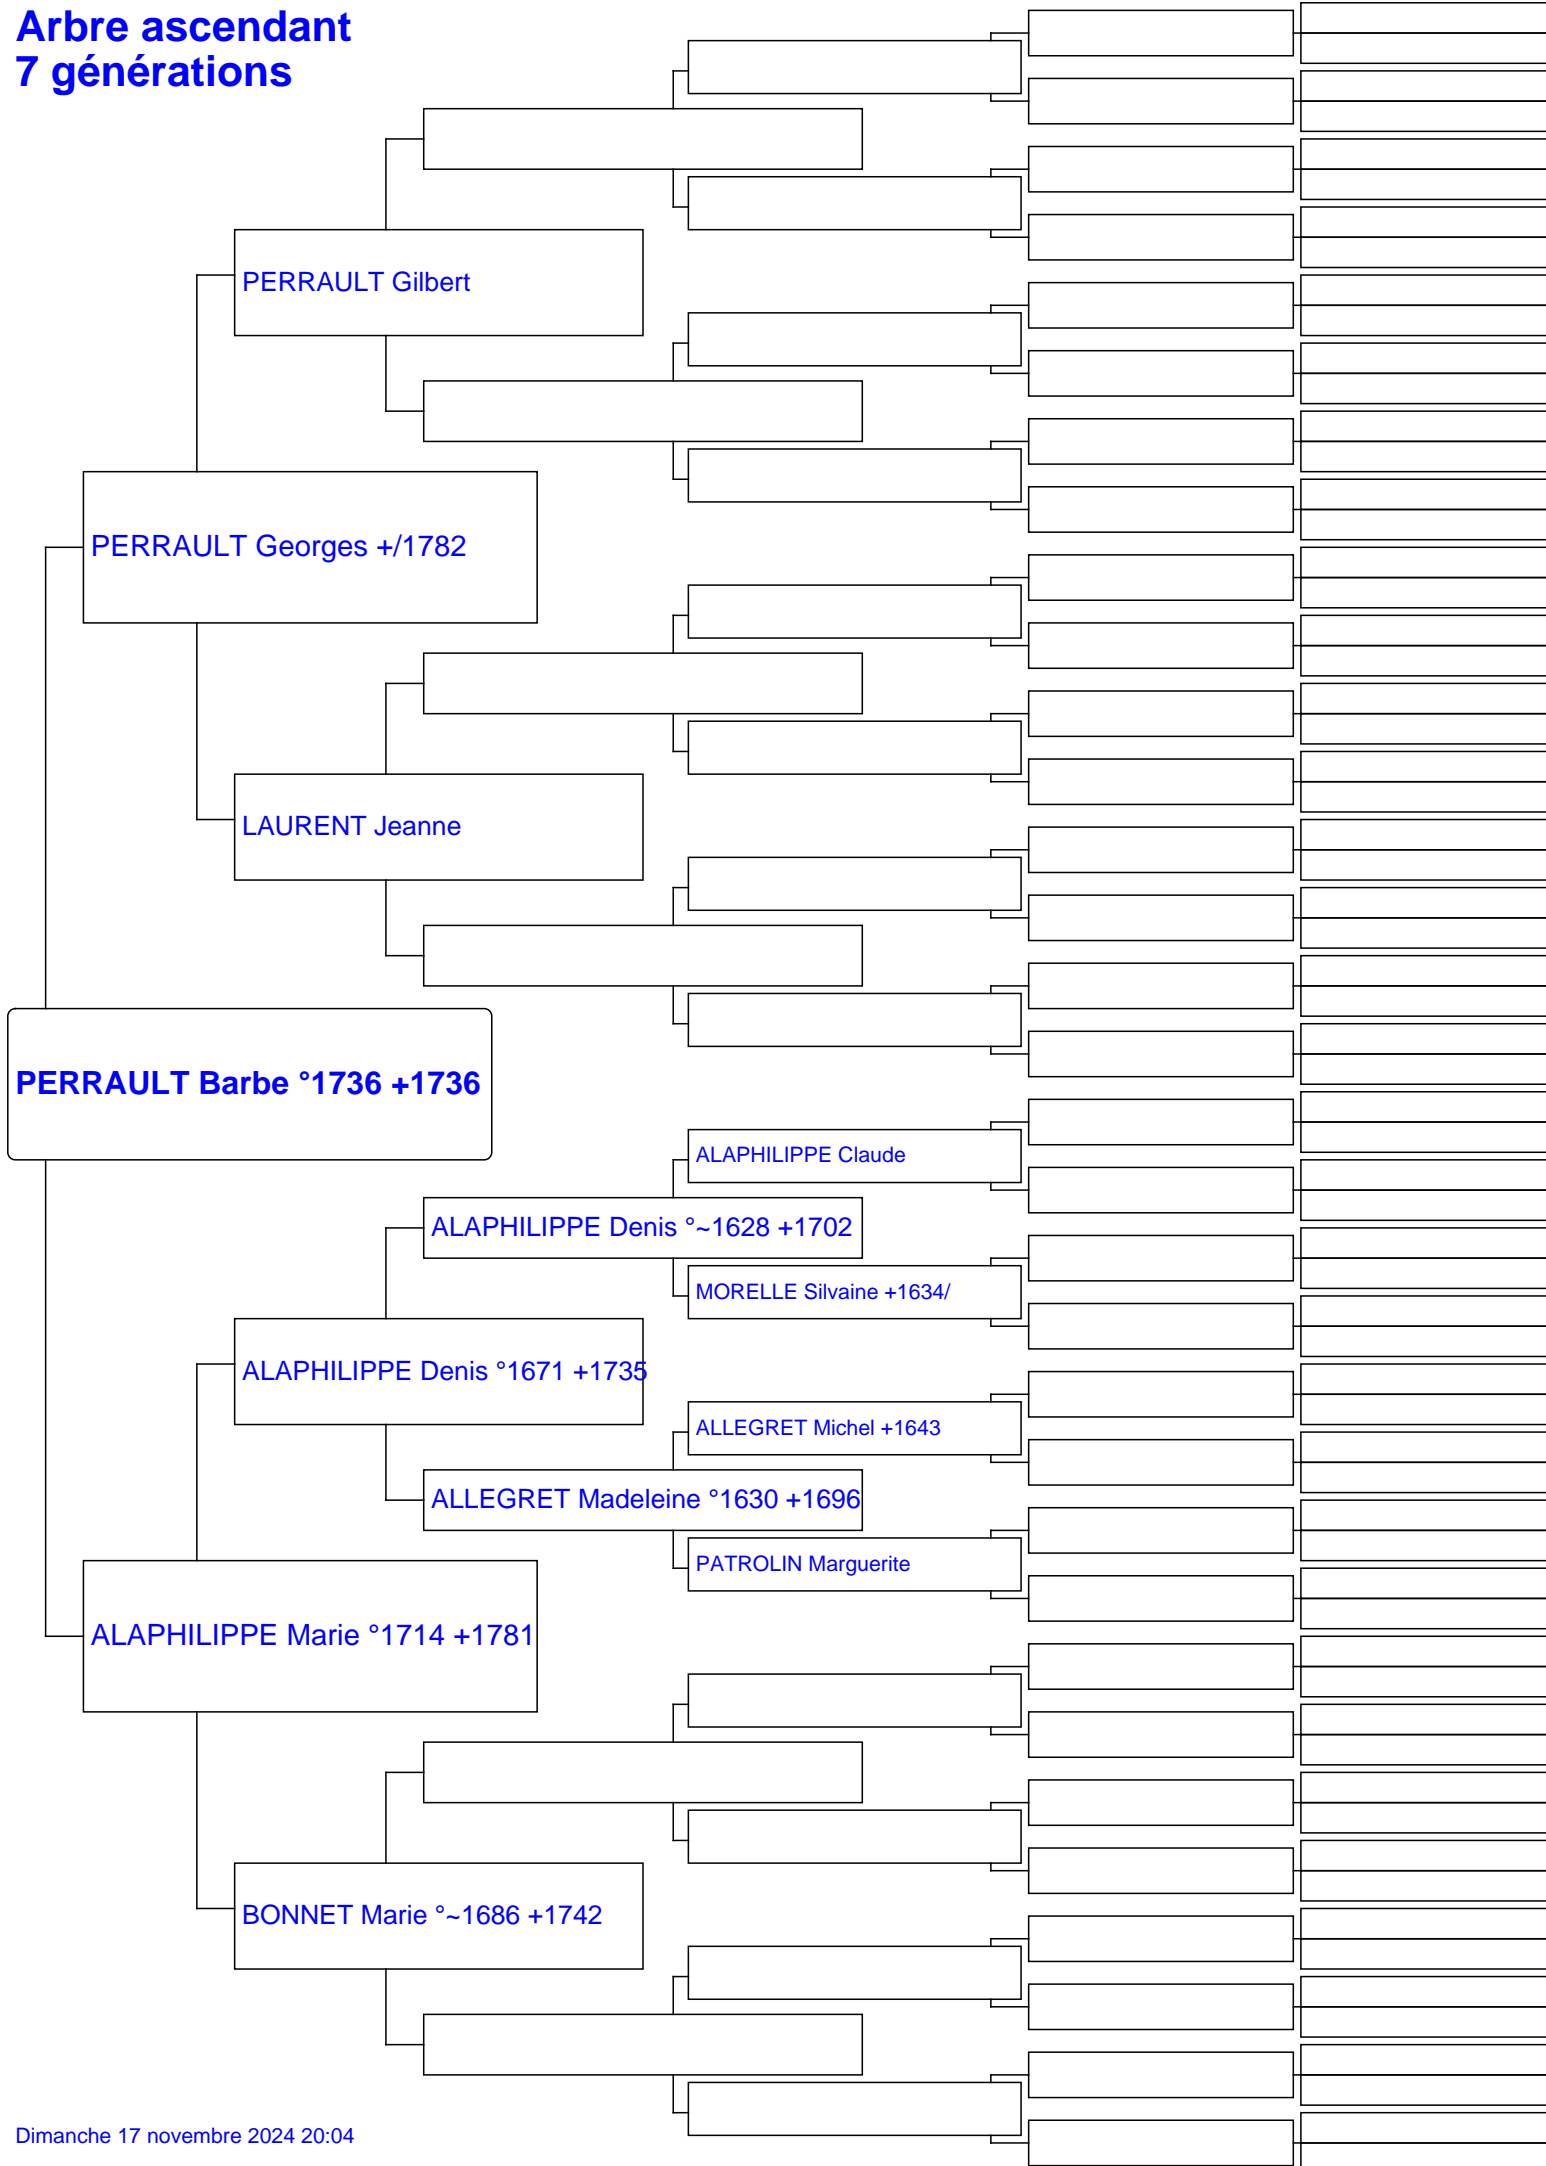 Arbre ascendant
7 générations
PERRAULT Gilbert
PERRAULT Georges +/1782
LAURENT Jeanne
PERRAULT Barbe °1736 +1736
ALAPHILIPPE Claude
ALAPHILIPPE Denis °~1628 +1702
MORELLE Silvaine +1634/
ALAPHILIPPE Denis °1671 +1735
ALLEGRET Michel +1643
ALLEGRET Madeleine °1630 +1696
PATROLIN Marguerite
ALAPHILIPPE Marie °1714 +1781
BONNET Marie °~1686 +1742
Dimanche 17 novembre 2024 20:04